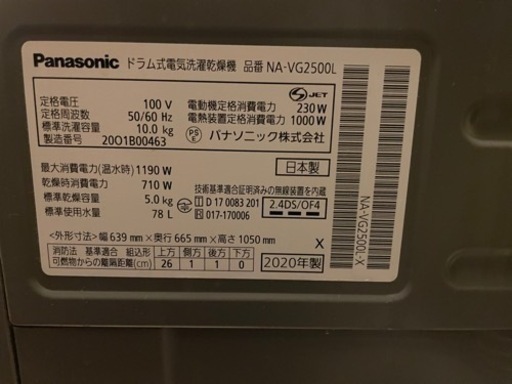 Panasonic ドラム式電気洗濯乾燥機 品番 NA-VG2500L
定格電圧 100 V
定格周波数 50/60 Hz
標準洗濯容量 10.0 kg
製造番号 20O1B00463
S JET
電動機定格消費電力 230 W
電熱装置定格消費電力 1000 W
PSE パナソニック株式会社
最大消費電力(温水時) 1190 W
乾燥時消費電力 710 W
標準乾燥容量 5.0 kg
標準使用水量 78 L
日本製
技術基準適合証明済みの無線装置を内蔵
R D 17 0083 201
T 017-170006
2.4DS/OF4
<外形寸法> 幅 639 mm × 奥行 665 mm × 高さ 1050 mm
X
消防法 基準適合 組込形 上方 側方 後方 下方
可燃物からの離隔距離(cm) 26 1 1 0
2020年製
NA-VG2500L-X